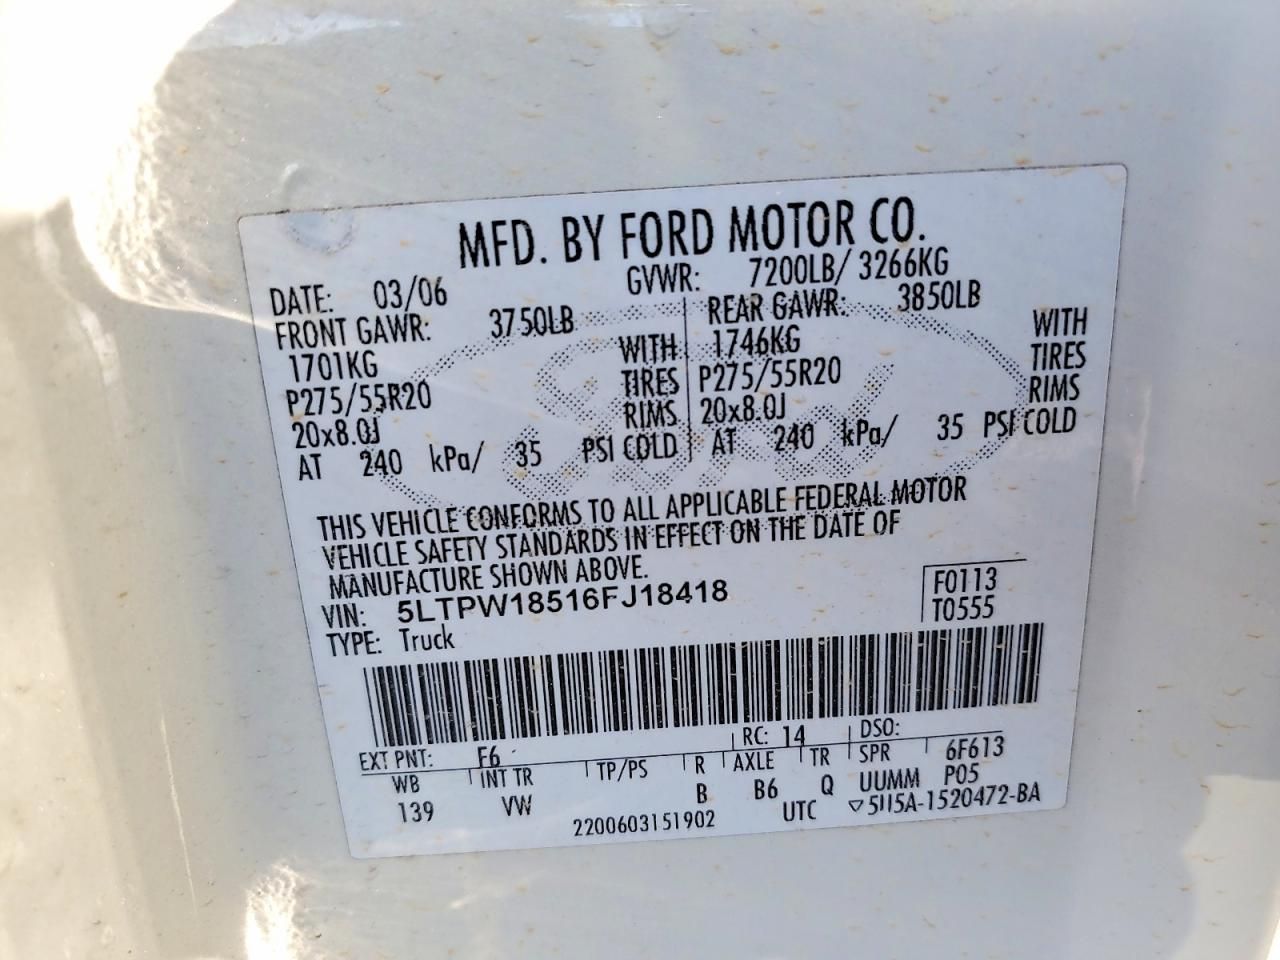 MFD. BY FORD MOTOR CO.
DATE: 03/06 GVWR: 7200LB/ 3266KG
FRONT GAWR: 3750LB REAR GAWR: 3850LB
1701KG WITH 1746KG WITH
P275/55R20 TIRES P275/55R20 TIRES
20x8.0J RIMS 20x8.0J RIMS
AT 240 kPa/ 35 PSI COLD AT 240 kPa/ 35 PSI COLD
THIS VEHICLE CONFORMS TO ALL APPLICABLE FEDERAL MOTOR
VEHICLE SAFETY STANDARDS IN EFFECT ON THE DATE OF
MANUFACTURE SHOWN ABOVE.
VIN: 5LTPW18516FJ18418 F0113
TYPE: Truck T0555
EXT PNT: F6 RC: 14 DSO:
WB INT TR TP/PS R AXLE TR SPR 6F613
139 VW B B6 Q UUMM P05
2200603151902 UTC ▽5U5A-1520472-BA